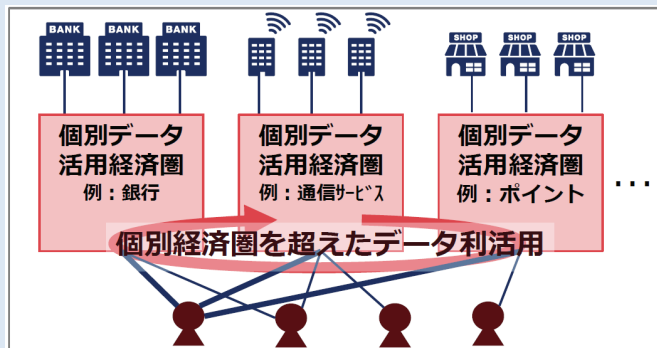 BANK BANK BANK
SHOP SHOP SHOP
個別データ
活用経済圏
例：銀行
個別データ
活用経済圏
例：通信ｻｰﾋﾞｽ
個別データ
活用経済圏
例：ポイント
…
個別経済圏を超えたデータ利活用